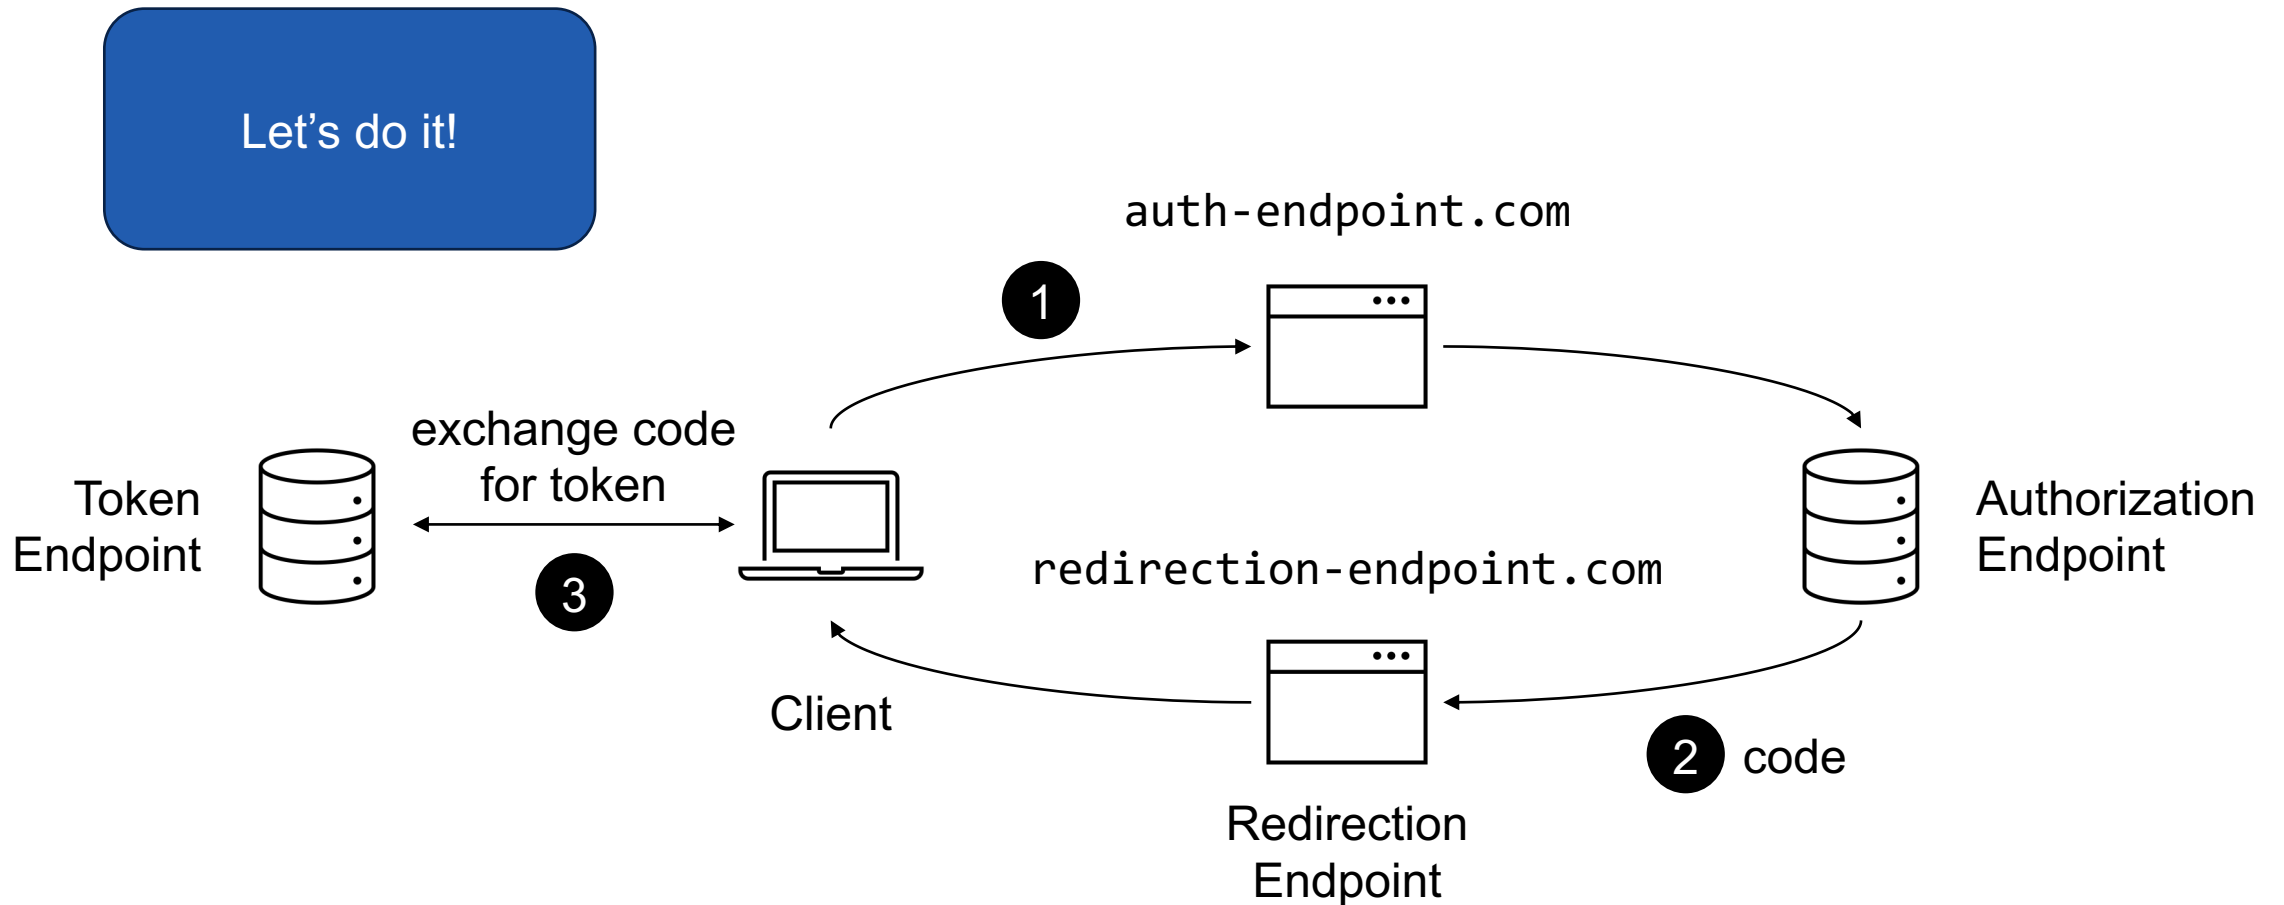 Let’s do it!
auth-endpoint.com
1
exchange code
for token
Token
Endpoint
3
redirection-endpoint.com
Authorization
Endpoint
Client
2 code
Redirection
Endpoint